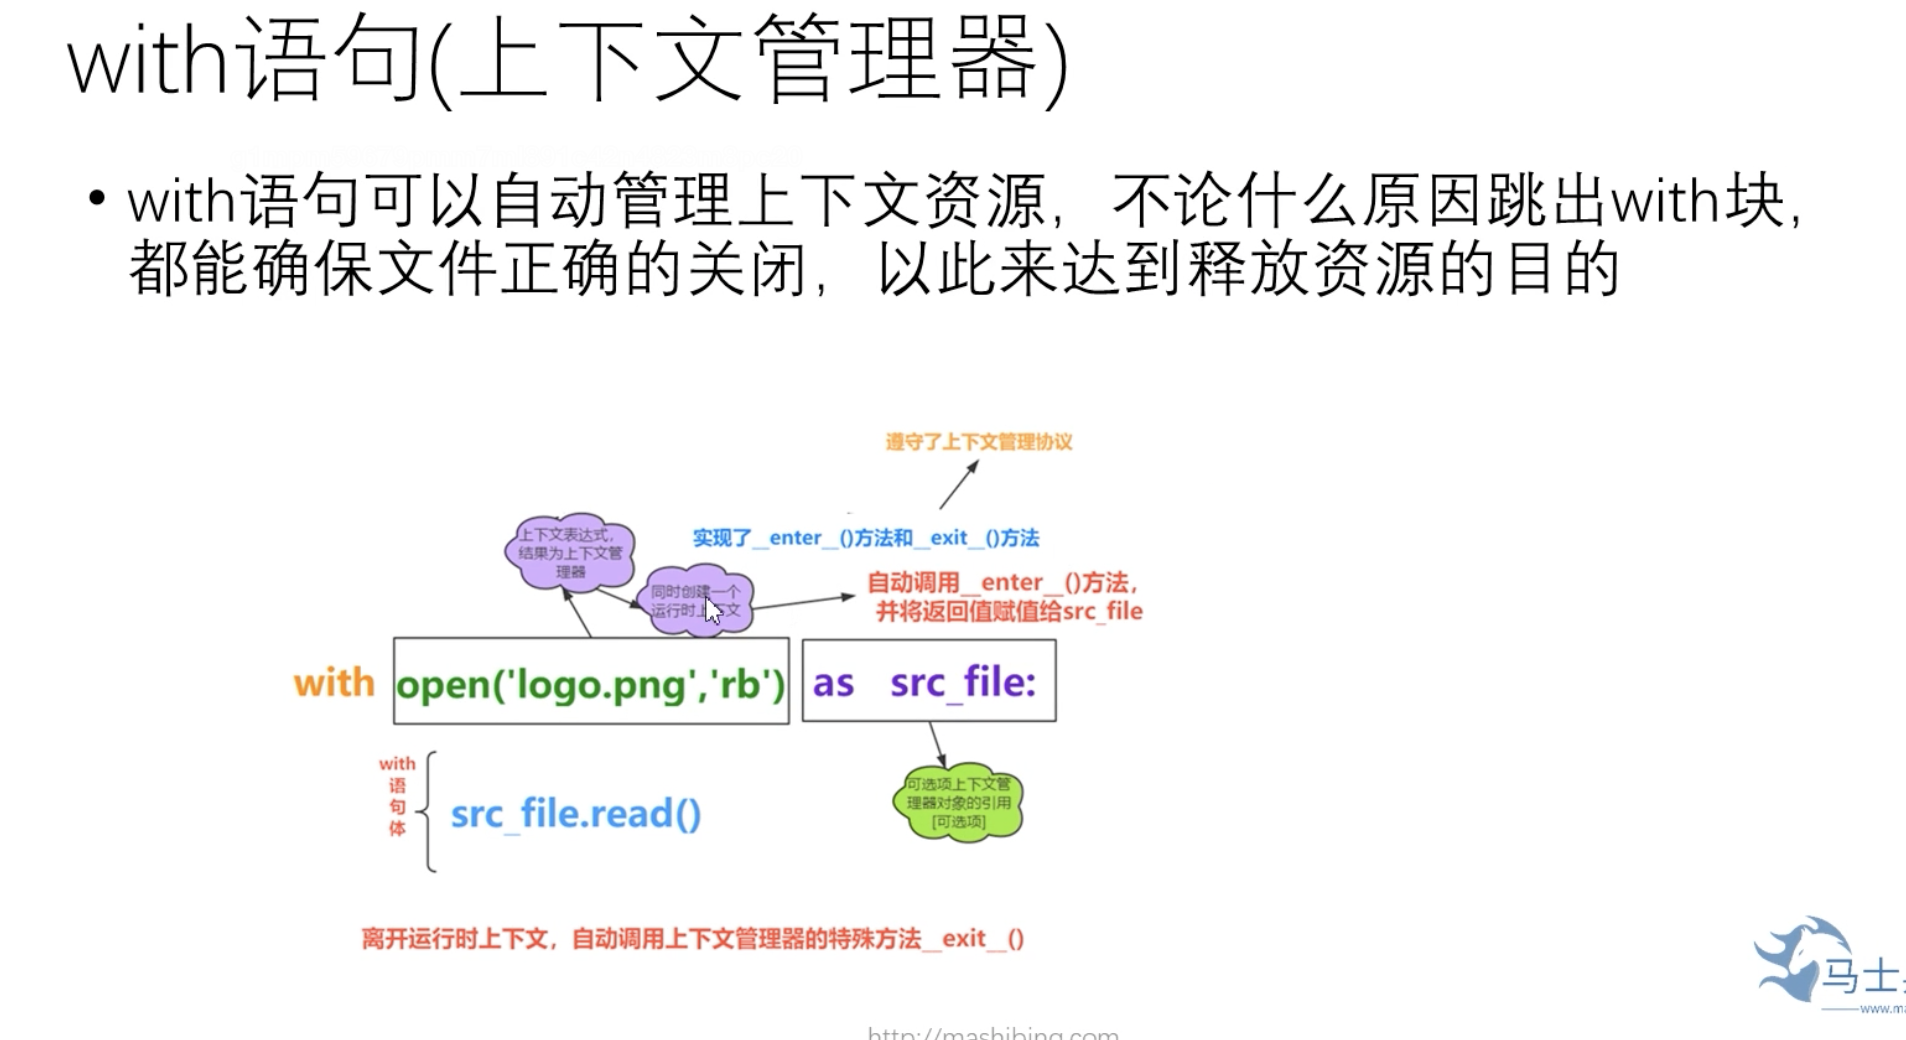 with语句(上下文管理器)
• with语句可以自动管理上下文资源，不论什么原因跳出with块，
都能确保文件正确的关闭，以此来达到释放资源的目的
遵守了上下文管理协议
实现了__enter__()方法和__exit__()方法
上下文表达式，
结果为上下文管
理器
同时创建一个
运行时上下文
自动调用__enter__()方法，
并将返回值赋值给src_file
with open('logo.png','rb') as src_file:
with
语
句
体
src_file.read()
可选项上下文管
理器对象的引用
[可选项]
离开运行时上下文，自动调用上下文管理器的特殊方法__exit__()
马士
www.ma
http://mashibing.com